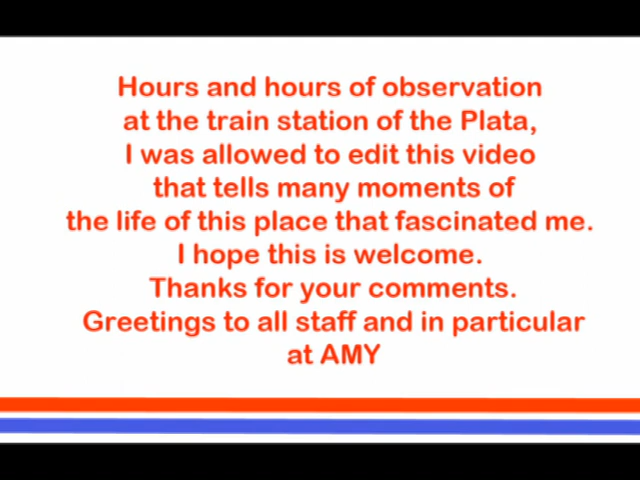 Hours and hours of observation
at the train station of the Plata,
I was allowed to edit this video
that tells many moments of
the life of this place that fascinated me.
I hope this is welcome.
Thanks for your comments.
Greetings to all staff and in particular
at AMY